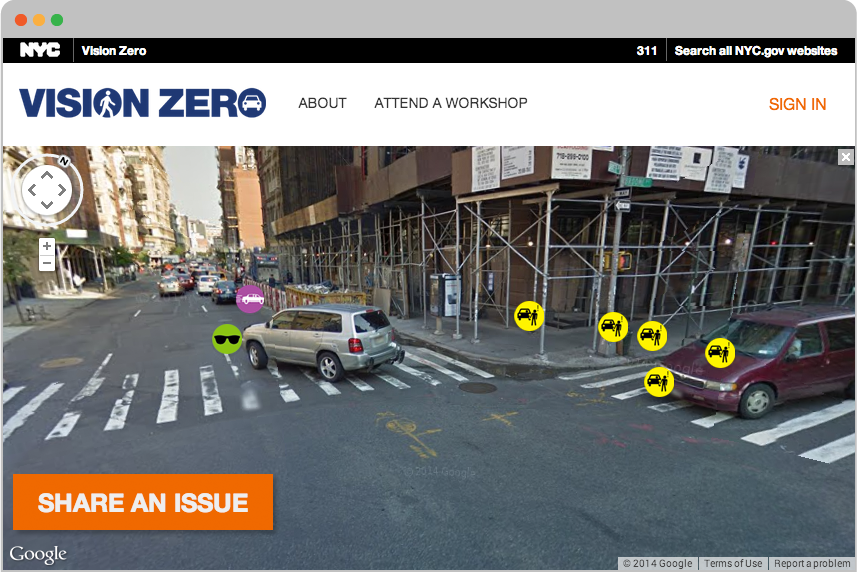 NYC
Vision Zero
311
Search all NYC.gov websites
VISION ZERO
ABOUT
ATTEND A WORKSHOP
SIGN IN
N
718-299-0100
+
−
© 2014 Google
SHARE AN ISSUE
Google
© 2014 Google
Terms of Use
Report a problem